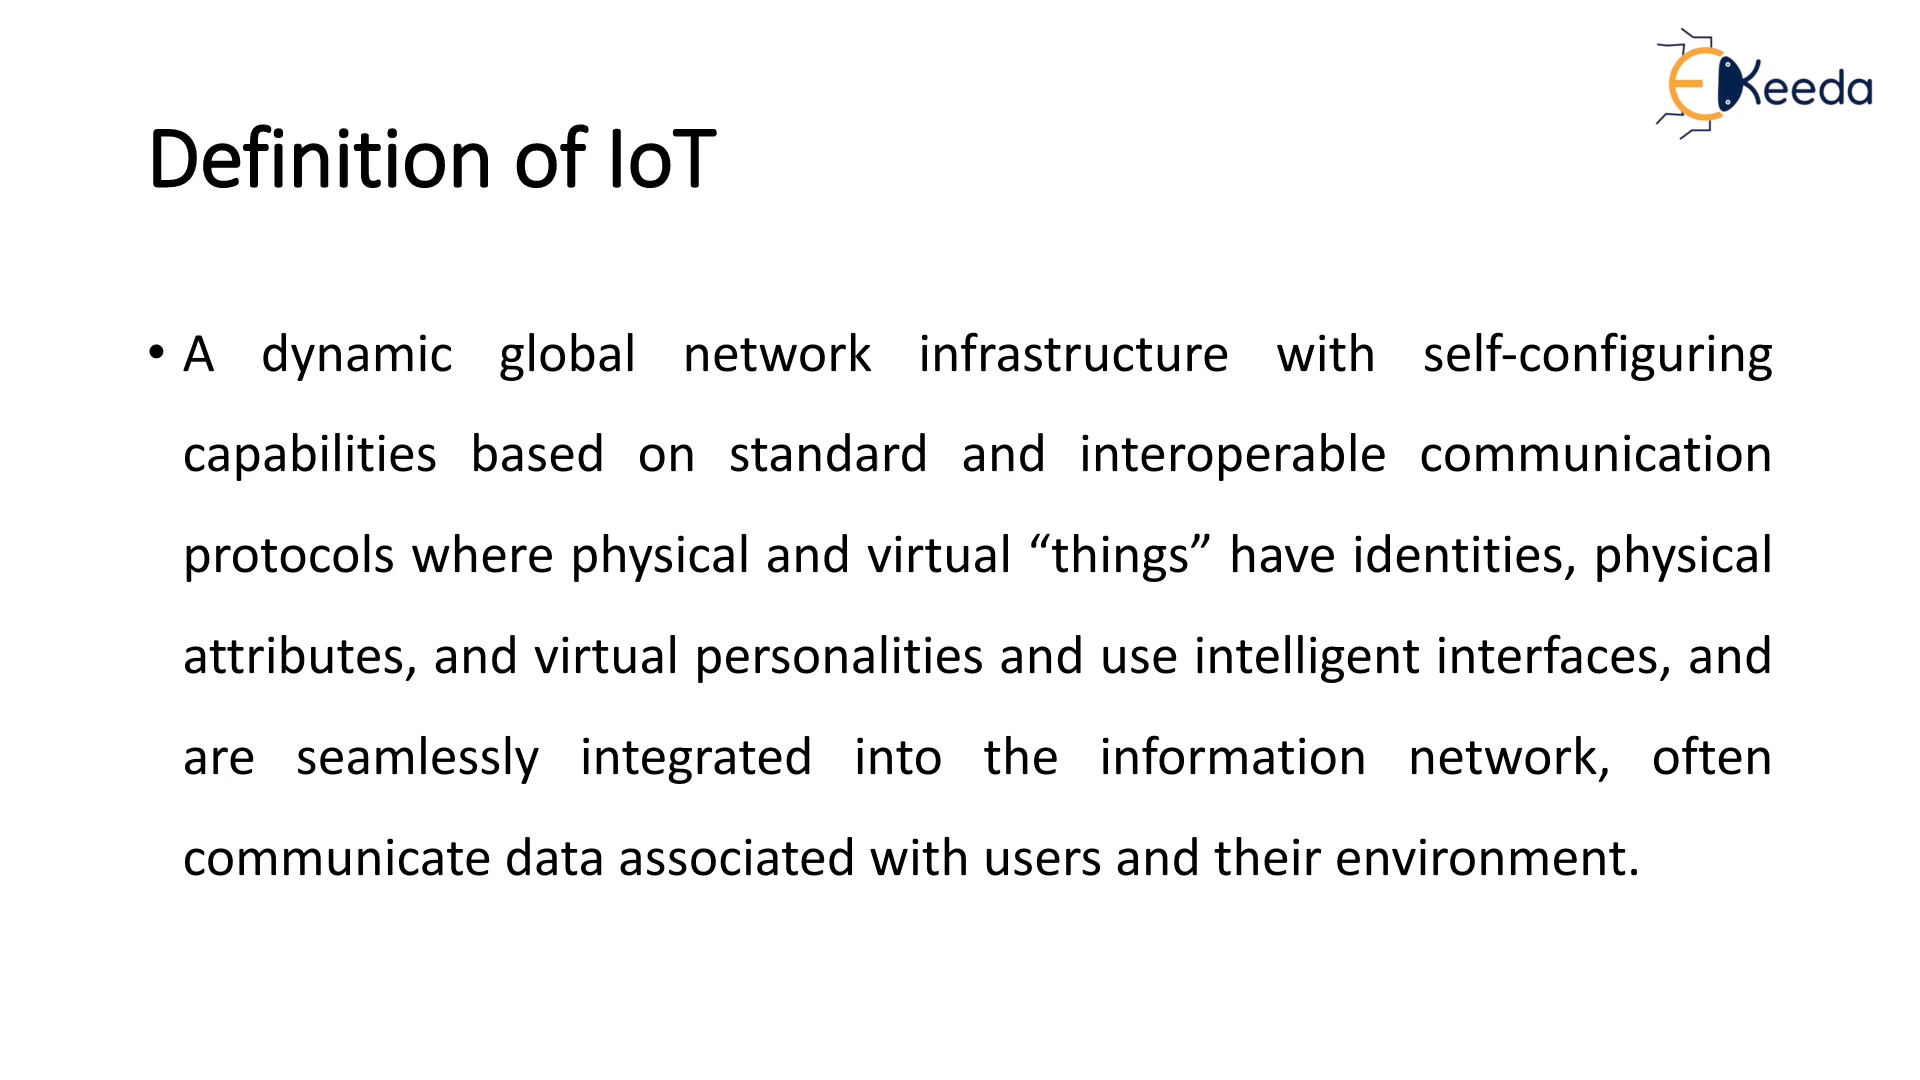 EKeeda
Definition of IoT
• A dynamic global network infrastructure with self-configuring
capabilities based on standard and interoperable communication
protocols where physical and virtual “things” have identities, physical
attributes, and virtual personalities and use intelligent interfaces, and
are seamlessly integrated into the information network, often
communicate data associated with users and their environment.